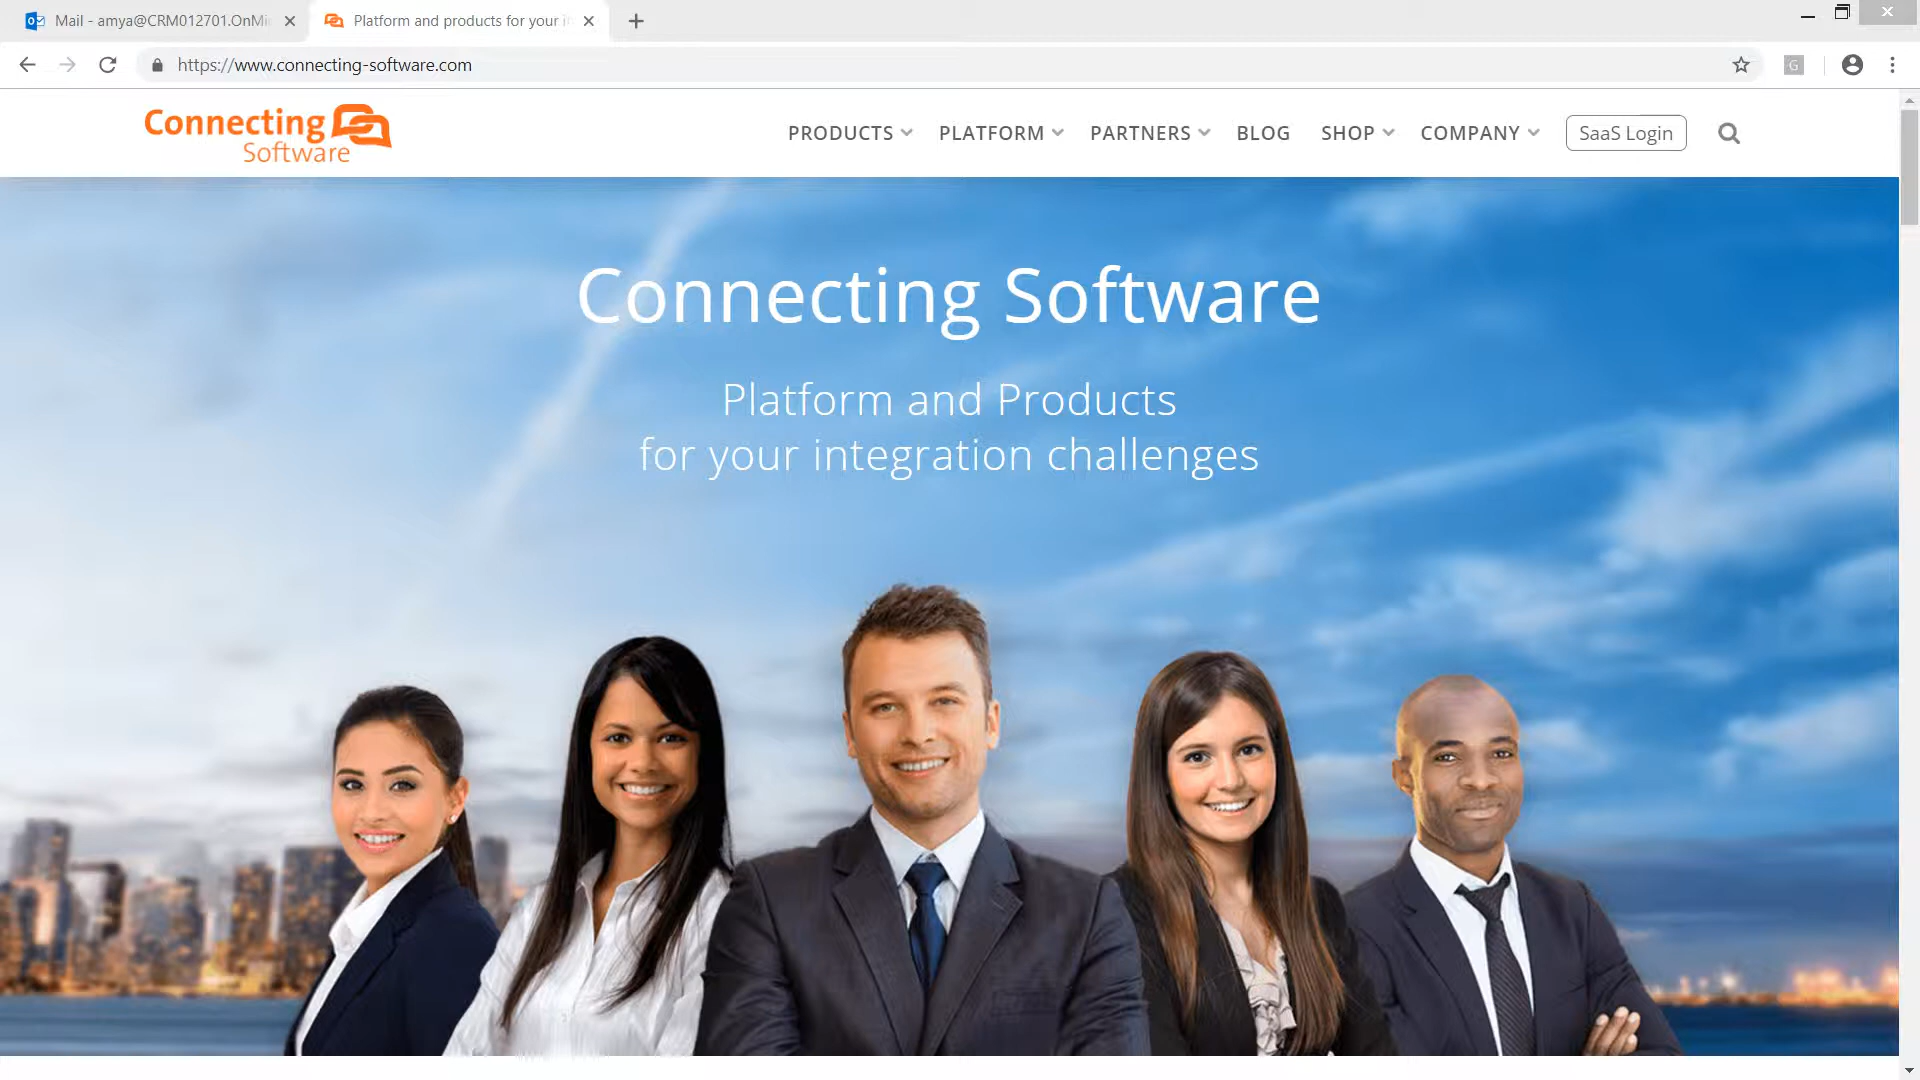 Mail - amya@CRM012701.OnMi
Platform and products for your i
https://www.connecting-software.com
G
Connecting
Software
PRODUCTS
PLATFORM
PARTNERS
BLOG
SHOP
COMPANY
SaaS Login
Connecting Software
Platform and Products
for your integration challenges